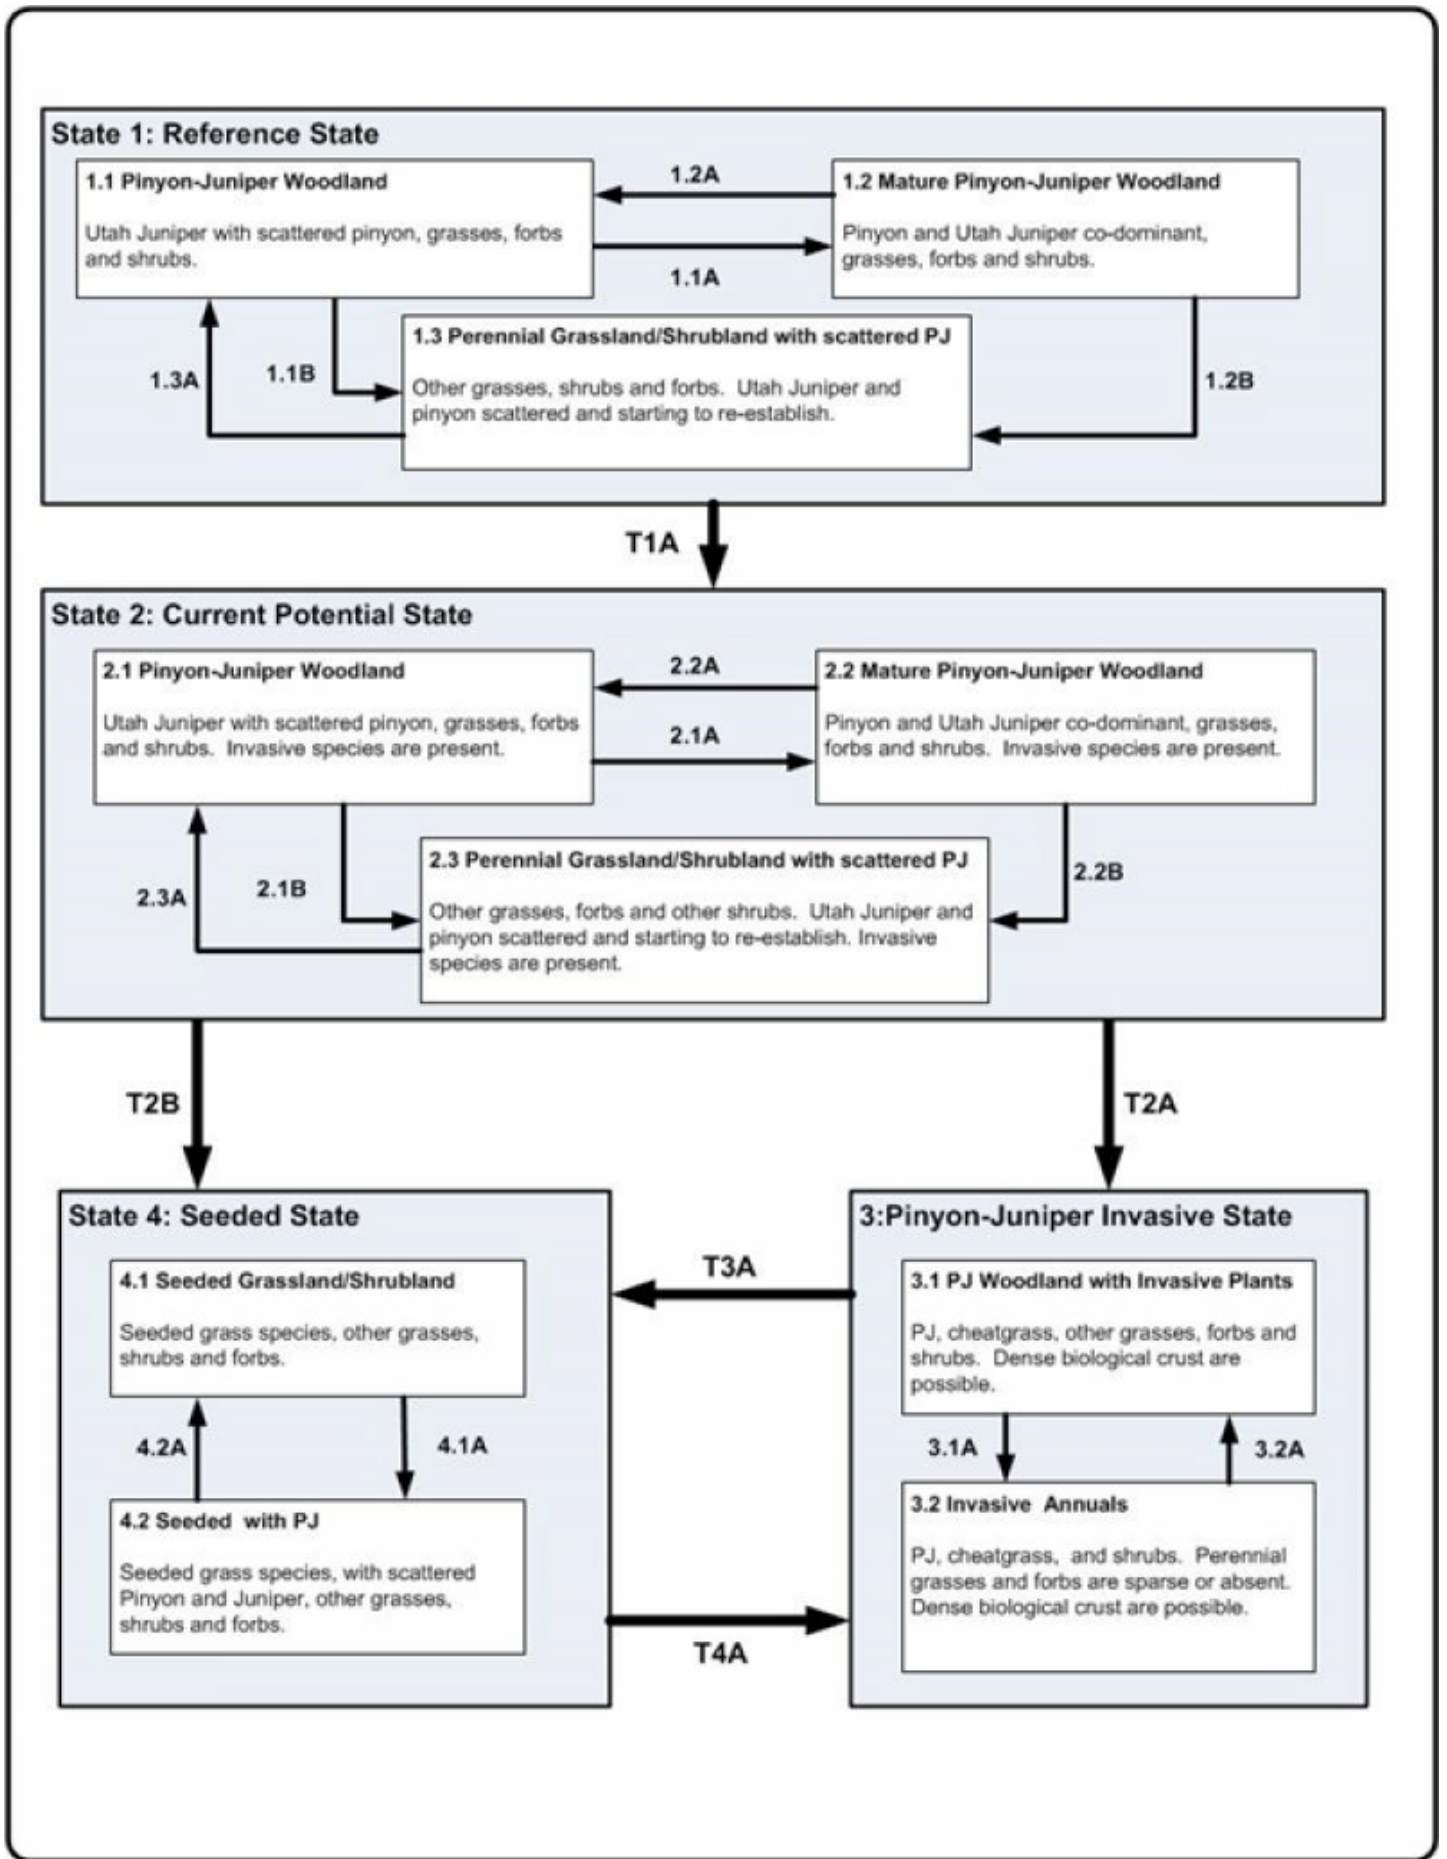 State 1: Reference State
1.1 Pinyon-Juniper Woodland
Utah Juniper with scattered pinyon, grasses, forbs
and shrubs.
1.2A
1.1A
1.2 Mature Pinyon-Juniper Woodland
Pinyon and Utah Juniper co-dominant,
grasses, forbs and shrubs.
1.3 Perennial Grassland/Shrubland with scattered PJ
Other grasses, shrubs and forbs. Utah Juniper and
pinyon scattered and starting to re-establish.
1.3A
1.1B
1.2B
T1A
State 2: Current Potential State
2.1 Pinyon-Juniper Woodland
Utah Juniper with scattered pinyon, grasses, forbs
and shrubs. Invasive species are present.
2.2A
2.1A
2.2 Mature Pinyon-Juniper Woodland
Pinyon and Utah Juniper co-dominant, grasses,
forbs and shrubs. Invasive species are present.
2.3 Perennial Grassland/Shrubland with scattered PJ
Other grasses, forbs and other shrubs. Utah Juniper and
pinyon scattered and starting to re-establish. Invasive
species are present.
2.3A
2.1B
2.2B
T2B
T2A
State 4: Seeded State
4.1 Seeded Grassland/Shrubland
Seeded grass species, other grasses,
shrubs and forbs.
4.2A
4.1A
4.2 Seeded with PJ
Seeded grass species, with scattered
Pinyon and Juniper, other grasses,
shrubs and forbs.
T3A
T4A
3:Pinyon-Juniper Invasive State
3.1 PJ Woodland with Invasive Plants
PJ, cheatgrass, other grasses, forbs and
shrubs. Dense biological crust are
possible.
3.1A
3.2A
3.2 Invasive Annuals
PJ, cheatgrass, and shrubs. Perennial
grasses and forbs are sparse or absent.
Dense biological crust are possible.